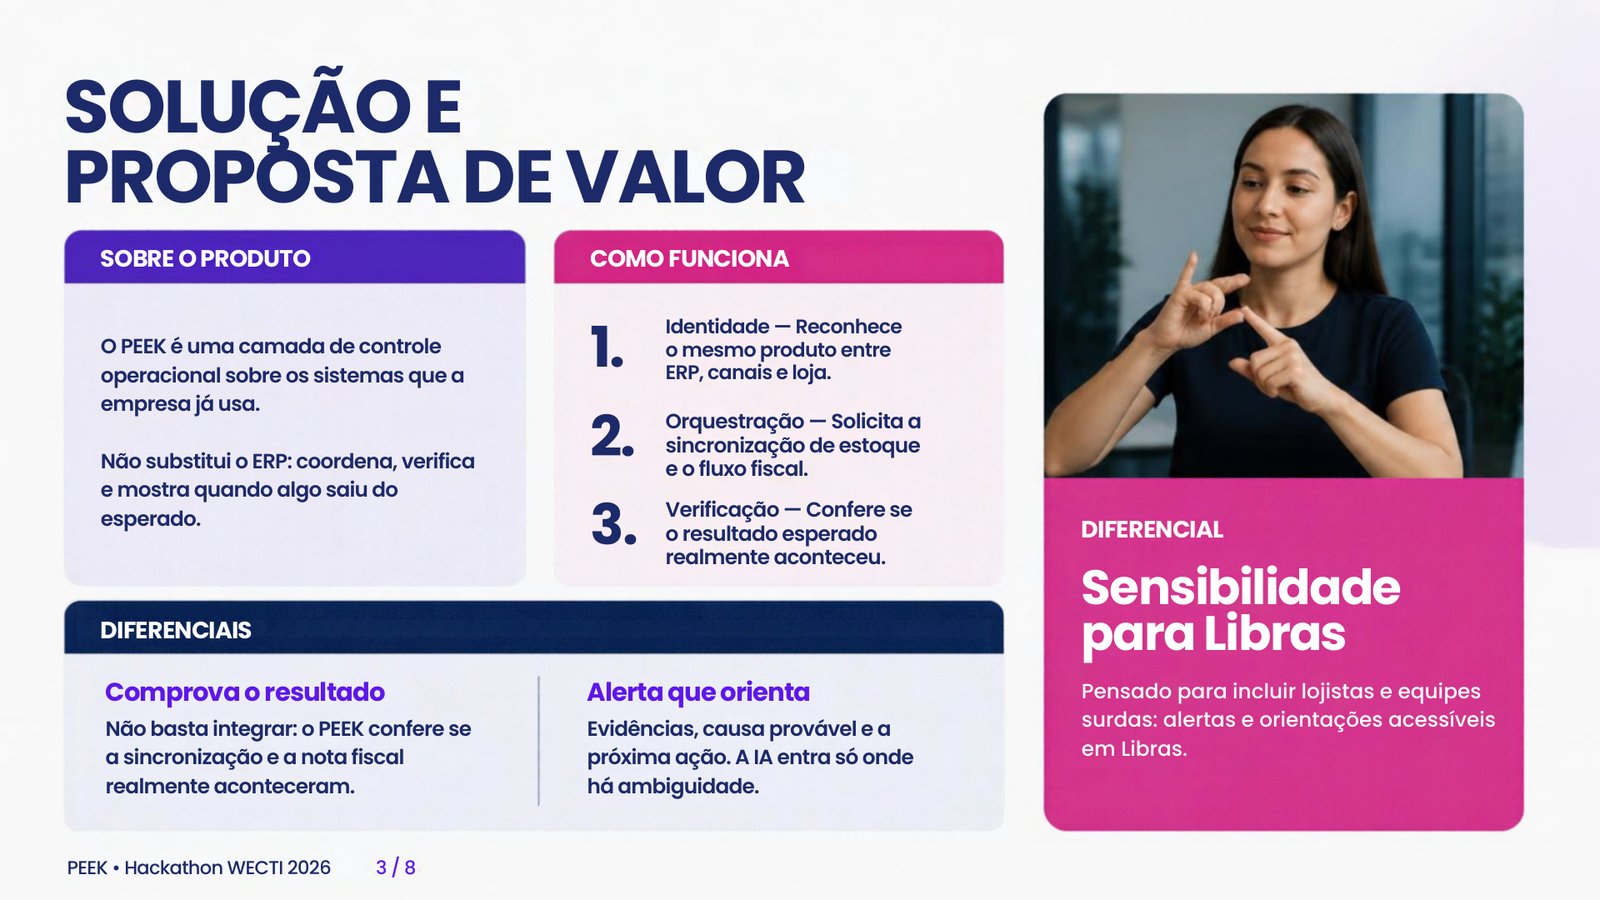 SOLUÇÃO E
PROPOSTA DE VALOR
SOBRE O PRODUTO
O PEEK é uma camada de controle
operacional sobre os sistemas que a
empresa já usa.
Não substitui o ERP: coordena, verifica
e mostra quando algo saiu do
esperado.
COMO FUNCIONA
1.
Identidade — Reconhece
o mesmo produto entre
ERP, canais e loja.
2.
Orquestração — Solicita a
sincronização de estoque
e o fluxo fiscal.
3.
Verificação — Confere se
o resultado esperado
realmente aconteceu.
DIFERENCIAIS
Comprova o resultado
Não basta integrar: o PEEK confere se
a sincronização e a nota fiscal
realmente aconteceram.
Alerta que orienta
Evidências, causa provável e a
próxima ação. A IA entra só onde
há ambiguidade.
DIFERENCIAL
Sensibilidade
para Libras
Pensado para incluir lojistas e equipes
surdas: alertas e orientações acessíveis
em Libras.
PEEK • Hackathon WECTI 2026 3 / 8